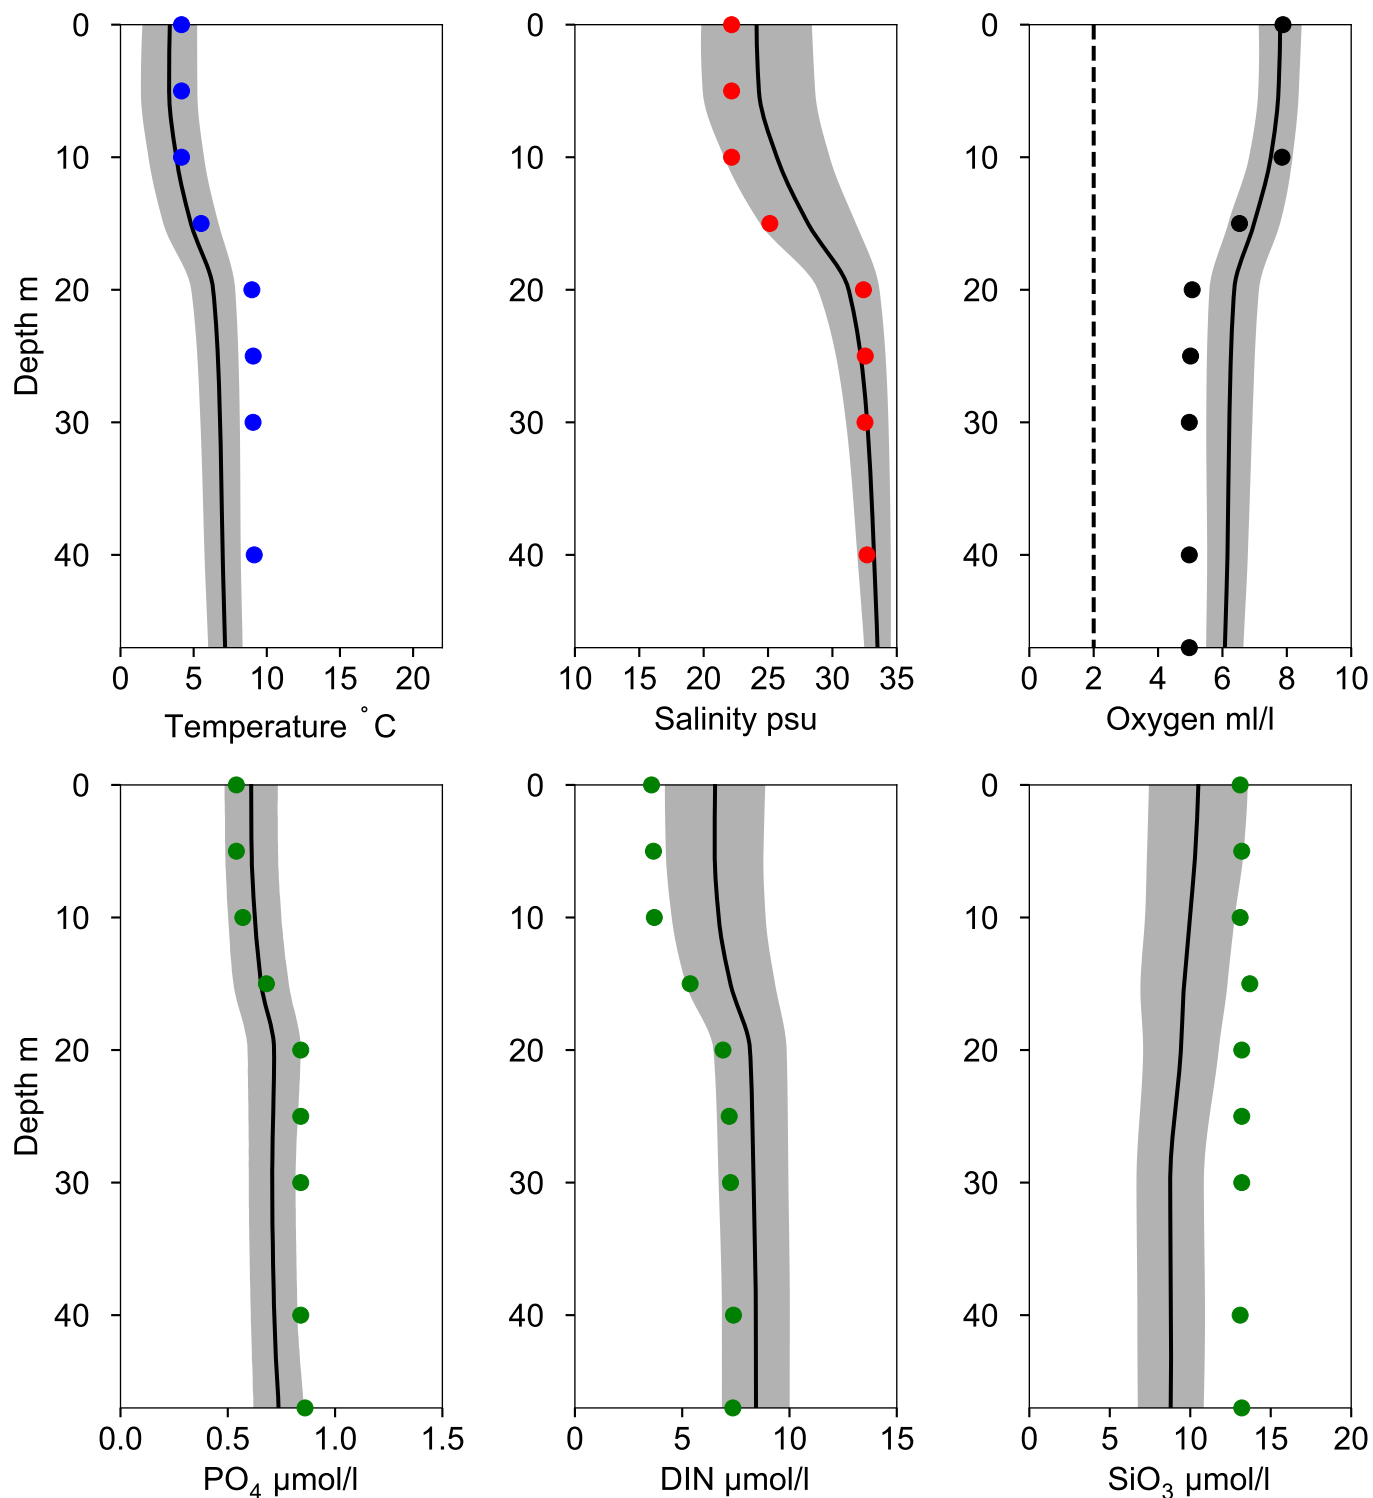 0
10
20
30
40
Depth m
0 5 10 15 20
Temperature °C
0
10
20
30
40
10 15 20 25 30 35
Salinity psu
0
10
20
30
40
0 2 4 6 8 10
Oxygen ml/l
0
10
20
30
40
Depth m
0.0 0.5 1.0 1.5
PO₄ µmol/l
0
10
20
30
40
0 5 10 15
DIN µmol/l
0
10
20
30
40
0 5 10 15 20
SiO₃ µmol/l